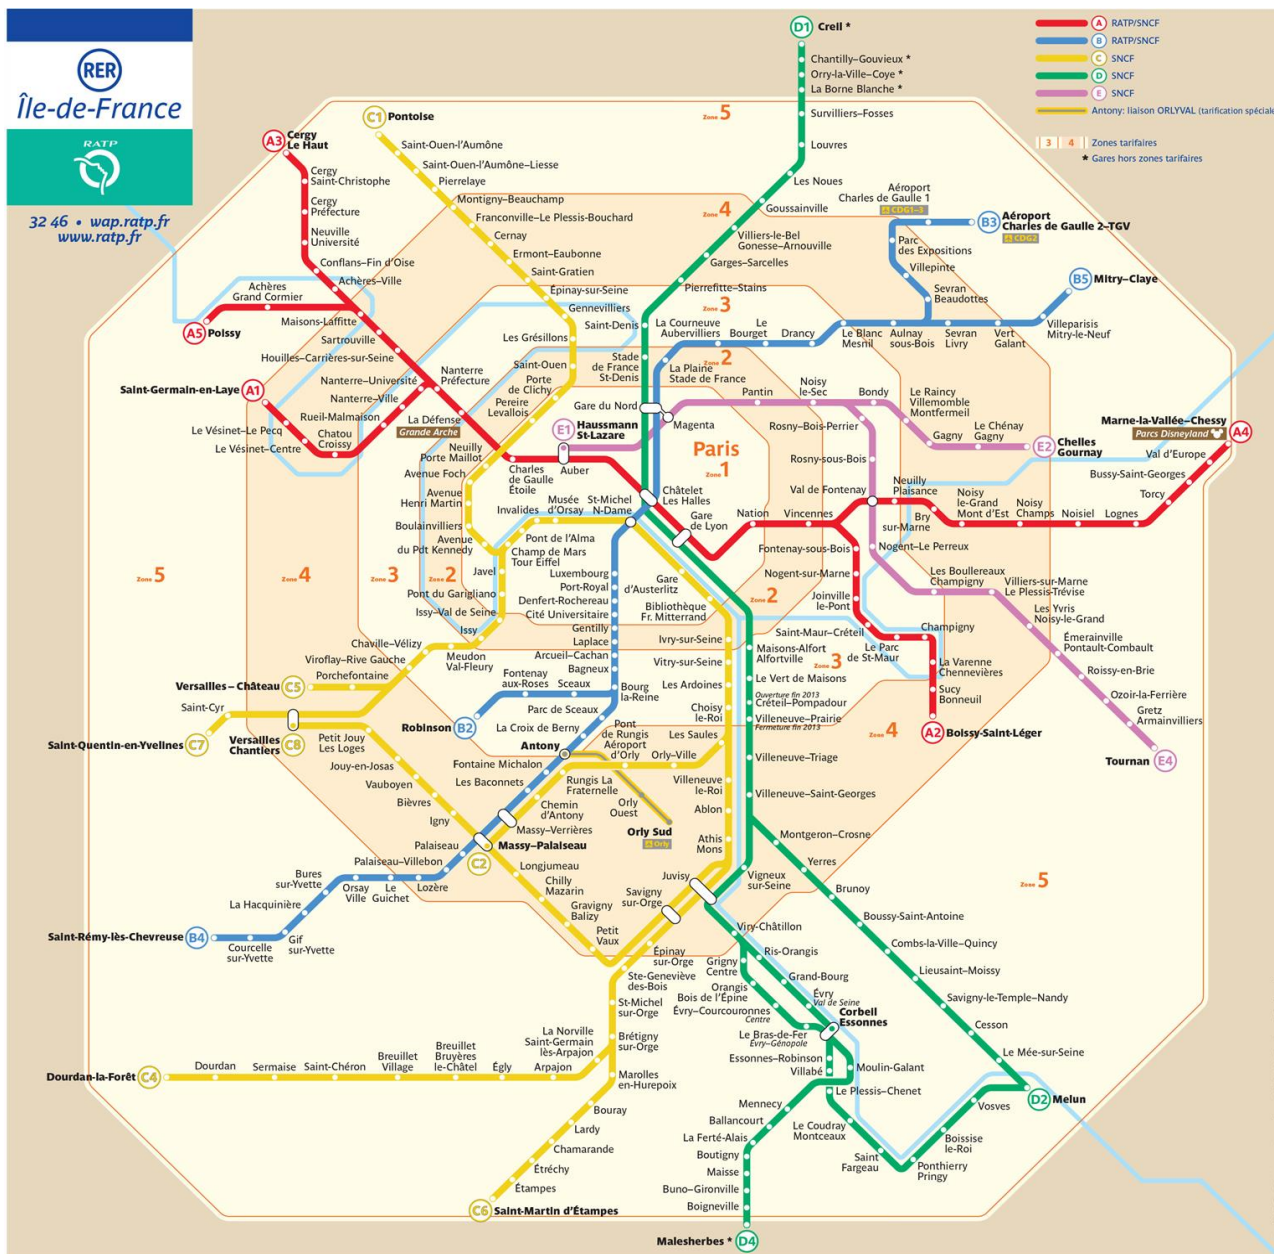 RER
Île-de-France
RATP
32 46 • wap.ratp.fr
www.ratp.fr
A RATP/SNCF
B RATP/SNCF
C SNCF
D SNCF
E SNCF
Antony: liaison ORLYVAL (tarification spéciale
3 4 Zones tarifaires
* Gares hors zones tarifaires
D1 Creil *
Chantilly–Gouvieux *
Orry-la-Ville–Coye *
La Borne Blanche *
Survilliers–Fosses
Louvres
Les Noues
Goussainville
Villiers-le-Bel
Gonesse–Arnouville
Garges–Sarcelles
Pierrefitte–Stains
Saint-Denis
Stade
de France
St-Denis
Gare du Nord
Zone 5
Zone 4
Zone 3
Zone 2
Paris
Zone 1
C1 Pontoise
Saint-Ouen-l'Aumône
Saint-Ouen-l'Aumône–Liesse
Pierrelaye
Montigny–Beauchamp
Franconville–Le Plessis-Bouchard
Cernay
Ermont–Eaubonne
Saint-Gratien
Épinay-sur-Seine
Gennevilliers
Les Grésillons
Saint-Ouen
Porte
de Clichy
Pereire
Levallois
Neuilly
Porte Maillot
Avenue Foch
Avenue
Henri Martin
Boulainvilliers
Avenue
du Pdt Kennedy
A3 Cergy
Le Haut
Cergy
Saint-Christophe
Cergy
Préfecture
Neuville
Université
Conflans–Fin d'Oise
Achères–Ville
Achères
Grand Cormier
A5 Poissy
Maisons-Laffitte
Sartrouville
Houilles–Carrières-sur-Seine
Saint-Germain-en-Laye A1
Le Vésinet–Le Pecq
Le Vésinet–Centre
Chatou
Croissy
Rueil-Malmaison
Nanterre–Ville
Nanterre–Université
Nanterre
Préfecture
La Défense
Grande Arche
Charles
de Gaulle
Étoile
Auber
E1 Haussmann
St-Lazare
Magenta
Châtelet
Les Halles
Gare
de Lyon
Nation
Vincennes
Val de Fontenay
Neuilly
Plaisance
Bry
sur-Marne
Noisy
le-Grand
Mont d'Est
Noisy
Champs
Noisiel
Lognes
Torcy
Bussy-Saint-Georges
Val d'Europe
Marne-la-Vallée–Chessy A4
Parcs Disneyland
Fontenay-sous-Bois
Nogent-sur-Marne
Joinville
le-Pont
Saint-Maur–Créteil
Le Parc
de St-Maur
Champigny
La Varenne
Chennevières
Sucy
Bonneuil
A2 Boissy-Saint-Léger
Aéroport
Charles de Gaulle 1
CDG1–3
B3 Aéroport
Charles de Gaulle 2–TGV
CDG2
Parc
des Expositions
Villepinte
Sevran
Beaudottes
B5 Mitry–Claye
Villeparisis
Mitry-le-Neuf
Vert
Galant
Sevran
Livry
Aulnay
sous-Bois
Le Blanc
Mesnil
Drancy
Le
Bourget
La Courneuve
Aubervilliers
La Plaine
Stade de France
Pantin
Noisy
le-Sec
Bondy
Le Raincy
Villemomble
Montfermeil
Gagny
Le Chénay
Gagny
E2 Chelles
Gournay
Rosny–Bois-Perrier
Rosny-sous-Bois
Nogent–Le Perreux
Les Boullereaux
Champigny
Villiers-sur-Marne
Le Plessis-Trévise
Les Yvris
Noisy-le-Grand
Émerainville
Pontault-Combault
Roissy-en-Brie
Ozoir-la-Ferrière
Gretz
Armainvilliers
Tournan E4
Zone 5
Zone 4
Zone 3
Zone 2
Zone 2
Zone 3
Zone 4
Zone 5
Invalides
Musée
d'Orsay
St-Michel
N-Dame
Pont de l'Alma
Champ de Mars
Tour Eiffel
Javel
Pont du Garigliano
Issy–Val de Seine
Issy
Meudon
Val-Fleury
Chaville–Vélizy
Viroflay–Rive Gauche
Porchefontaine
Versailles – Château C5
Saint-Cyr
Saint-Quentin-en-Yvelines C7
Versailles
Chantiers C8
Petit Jouy
Les Loges
Jouy-en-Josas
Vauboyen
Bièvres
Igny
Luxembourg
Port-Royal
Denfert-Rochereau
Cité Universitaire
Gentilly
Laplace
Arcueil–Cachan
Bagneux
Bourg
la-Reine
Fontenay
aux-Roses
Sceaux
Robinson B2
Parc de Sceaux
La Croix de Berny
Antony
Fontaine Michalon
Les Baconnets
Massy–Verrières
C2 Massy–Palaiseau
Palaiseau
Palaiseau–Villebon
Lozère
Le
Guichet
Orsay
Ville
Bures
sur-Yvette
La Hacquinière
Gif
sur-Yvette
Courcelle
sur-Yvette
Saint-Rémy-lès-Chevreuse B4
Gare
d'Austerlitz
Bibliothèque
Fr. Mitterrand
Ivry-sur-Seine
Vitry-sur-Seine
Les Ardoines
Choisy
le-Roi
Les Saules
Orly–Ville
Pont
de Rungis
Aéroport
d'Orly
Rungis La
Fraternelle
Chemin
d'Antony
Orly
Ouest
Orly Sud
Orly
Villeneuve
le-Roi
Ablon
Athis
Mons
Juvisy
Savigny
sur-Orge
Longjumeau
Chilly
Mazarin
Gravigny
Balizy
Petit
Vaux
Épinay
sur-Orge
Ste-Geneviève
des-Bois
St-Michel
sur-Orge
Brétigny
sur-Orge
La Norville
Saint-Germain
lès-Arpajon
Arpajon
Égly
Breuillet
Bruyères
le-Châtel
Breuillet
Village
Saint-Chéron
Sermaise
Dourdan
Dourdan-la-Forêt C4
Marolles
en-Hurepoix
Bouray
Lardy
Chamarande
Étréchy
Étampes
C6 Saint-Martin d'Étampes
Maisons-Alfort
Alfortville
Le Vert de Maisons
Ouverture fin 2013
Créteil–Pompadour
Villeneuve–Prairie
Fermeture fin 2013
Villeneuve–Triage
Villeneuve–Saint-Georges
Montgeron–Crosne
Yerres
Brunoy
Boussy-Saint-Antoine
Combs-la-Ville–Quincy
Lieusaint–Moissy
Savigny-le-Temple–Nandy
Cesson
Le Mée-sur-Seine
D2 Melun
Vigneux
sur-Seine
Viry-Châtillon
Ris-Orangis
Grand-Bourg
Évry
Val de Seine
Corbeil
Essonnes
Grigny
Centre
Orangis
Bois de l'Épine
Évry–Courcouronnes
Centre
Le Bras-de-Fer
Évry–Génopole
Essonnes–Robinson
Villabé
Moulin-Galant
Le Plessis–Chenet
Le Coudray
Montceaux
Saint
Fargeau
Ponthierry
Pringy
Boissise
le-Roi
Vosves
Mennecy
Ballancourt
La Ferté-Alais
Boutigny
Maisse
Buno–Gironville
Boigneville
Malesherbes * D4